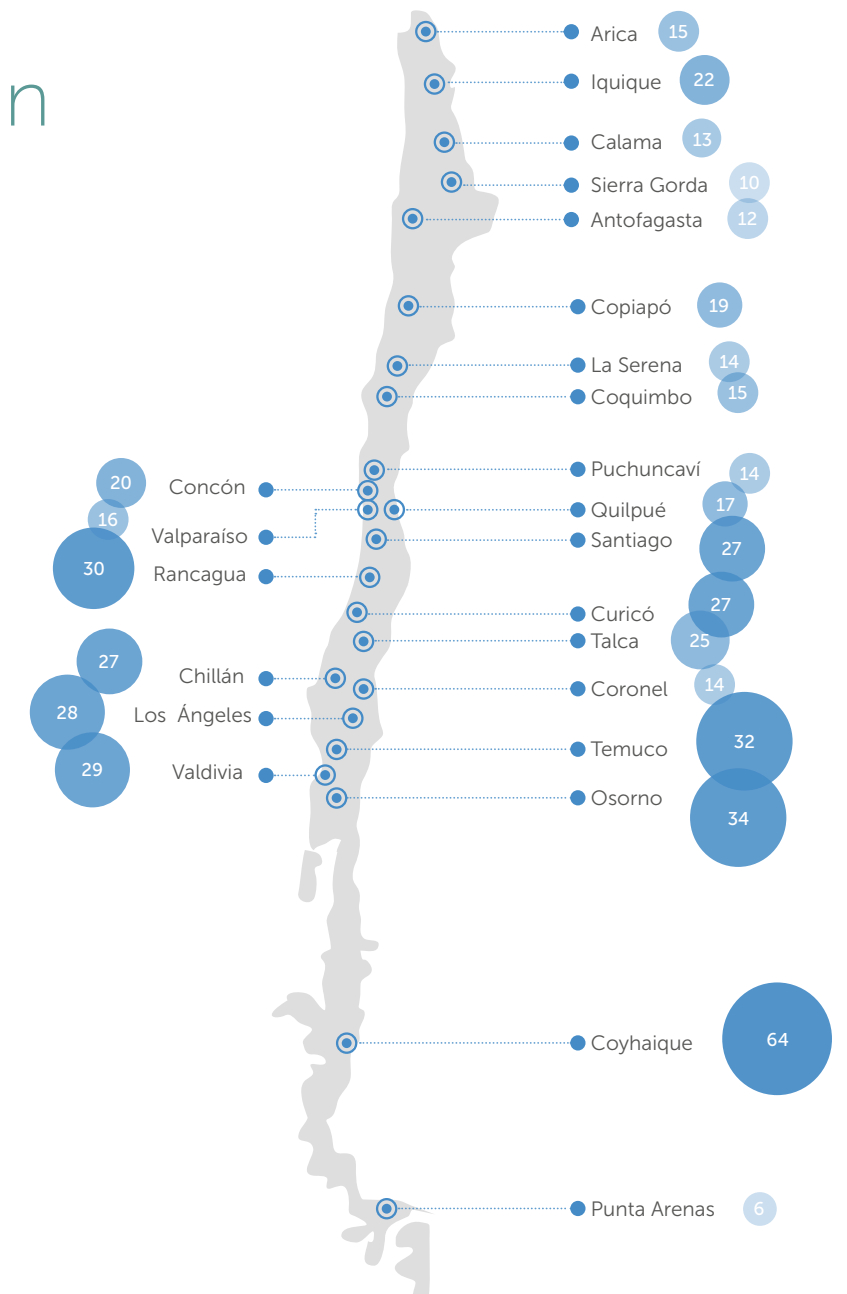 n
Arica 15
Iquique 22
Calama 13
Sierra Gorda 10
Antofagasta 12
Copiapó 19
La Serena 14
Coquimbo 15
Puchuncaví 14
20 Concón
Quilpué 17
16 Valparaíso
Santiago 27
30 Rancagua
Curicó 27
Talca 25
27 Chillán
Coronel 14
28 Los Ángeles
Temuco 32
29 Valdivia
Osorno 34
Coyhaique 64
Punta Arenas 6